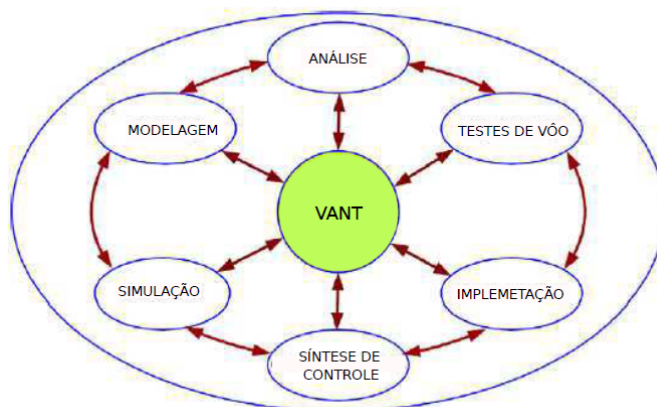 ANÁLISE
MODELAGEM
TESTES DE VÔO
VANT
SIMULAÇÃO
IMPLEMETAÇÃO
SÍNTESE DE
CONTROLE